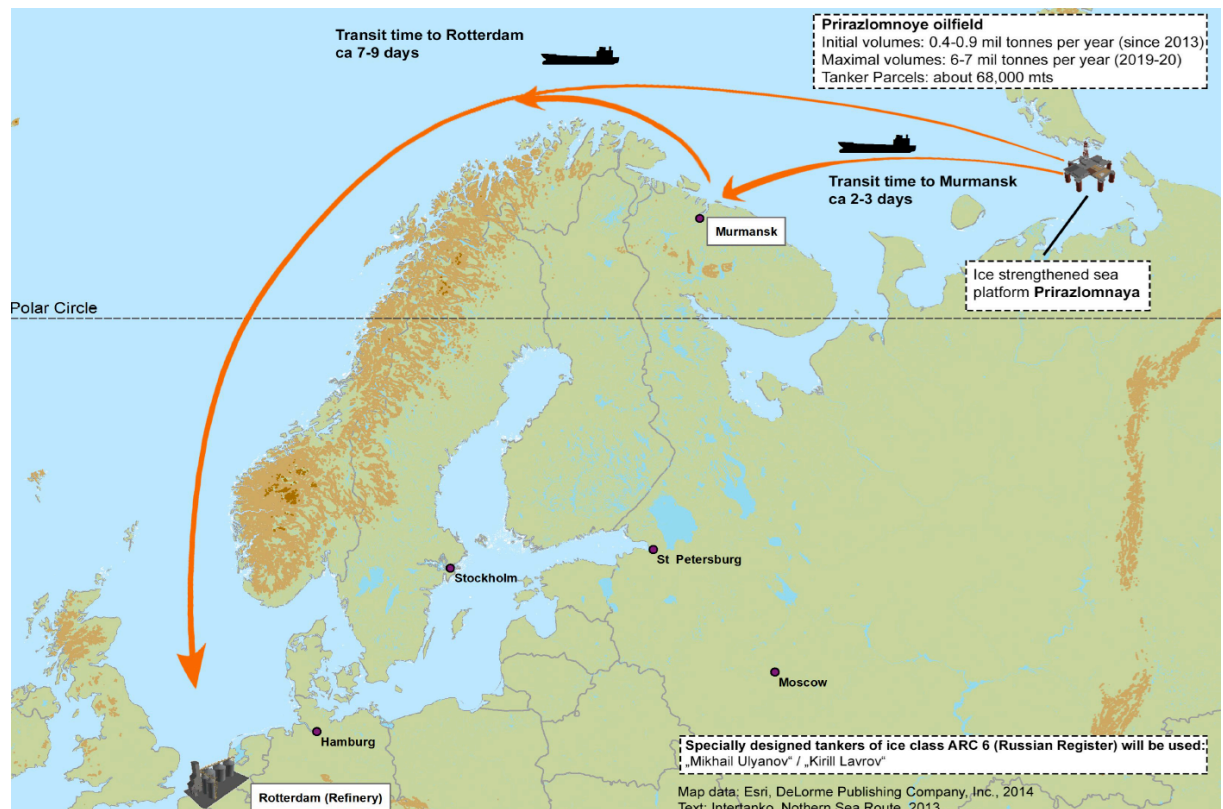 Transit time to Rotterdam
ca 7-9 days
Prirazlomnoye oilfield
Initial volumes: 0.4-0.9 mil tonnes per year (since 2013)
Maximal volumes: 6-7 mil tonnes per year (2019-20)
Tanker Parcels: about 68,000 mts
Transit time to Murmansk
ca 2-3 days
Murmansk
Ice strengthened sea
platform Prirazlomnaya
Polar Circle
St Petersburg
Stockholm
Moscow
Hamburg
Rotterdam (Refinery)
Specially designed tankers of ice class ARC 6 (Russian Register) will be used:
„Mikhail Ulyanov“ / „Kirill Lavrov“
Map data: Esri, DeLorme Publishing Company, Inc., 2014
Text: Intertanko, Nothern Sea Route, 2013